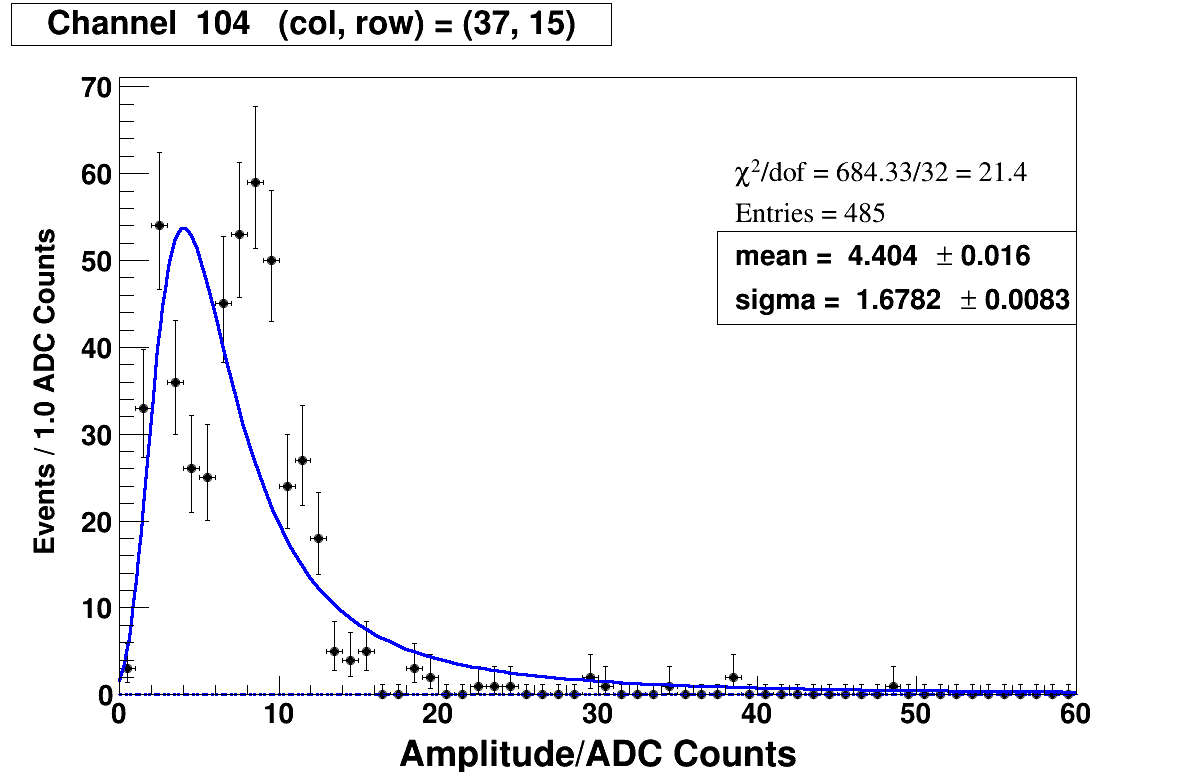 Channel 104 (col, row) = (37, 15)
70
60
50
40
30
20
10
0
Events / 1.0 ADC Counts
χ²/dof = 684.33/32 = 21.4
Entries = 485
mean = 4.404 ± 0.016
sigma = 1.6782 ± 0.0083
0 10 20 30 40 50 60
Amplitude/ADC Counts